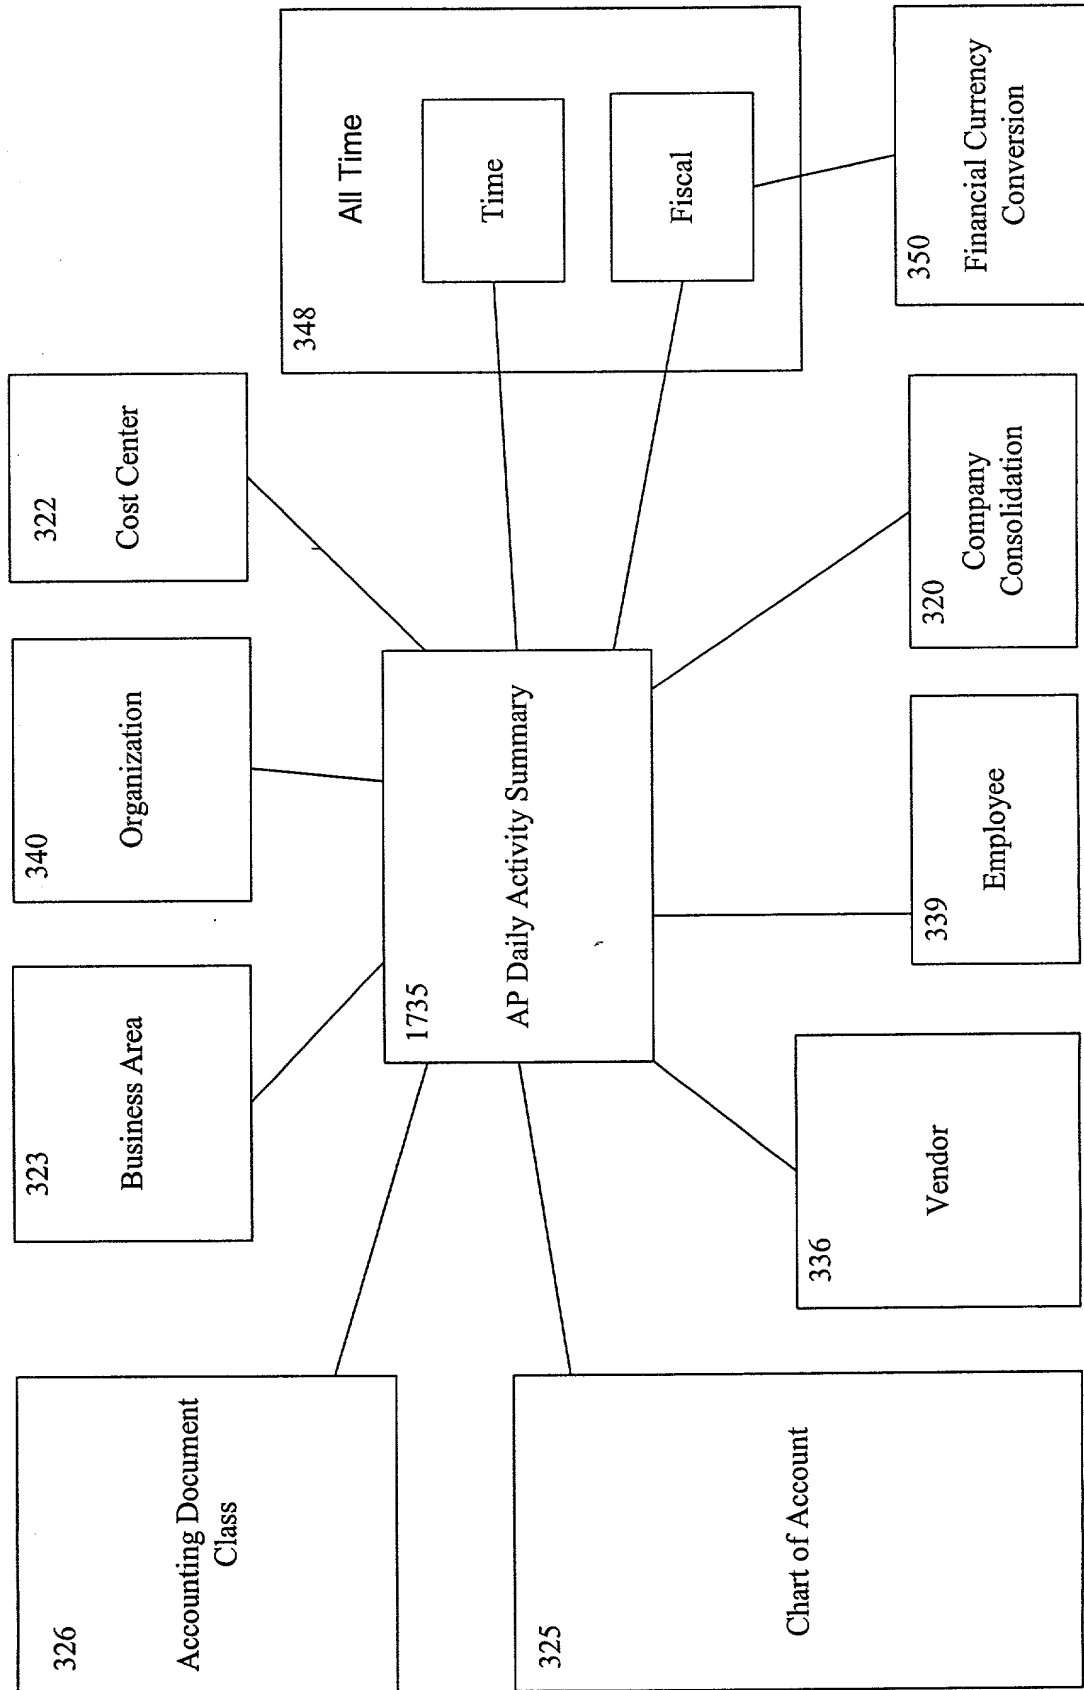 326
Accounting Document
Class
323
Business Area
340
Organization
322
Cost Center
348
All Time
Time
Fiscal
1735
AP Daily Activity Summary
325
Chart of Account
336
Vendor
339
Employee
320
Company
Consolidation
350
Financial Currency
Conversion